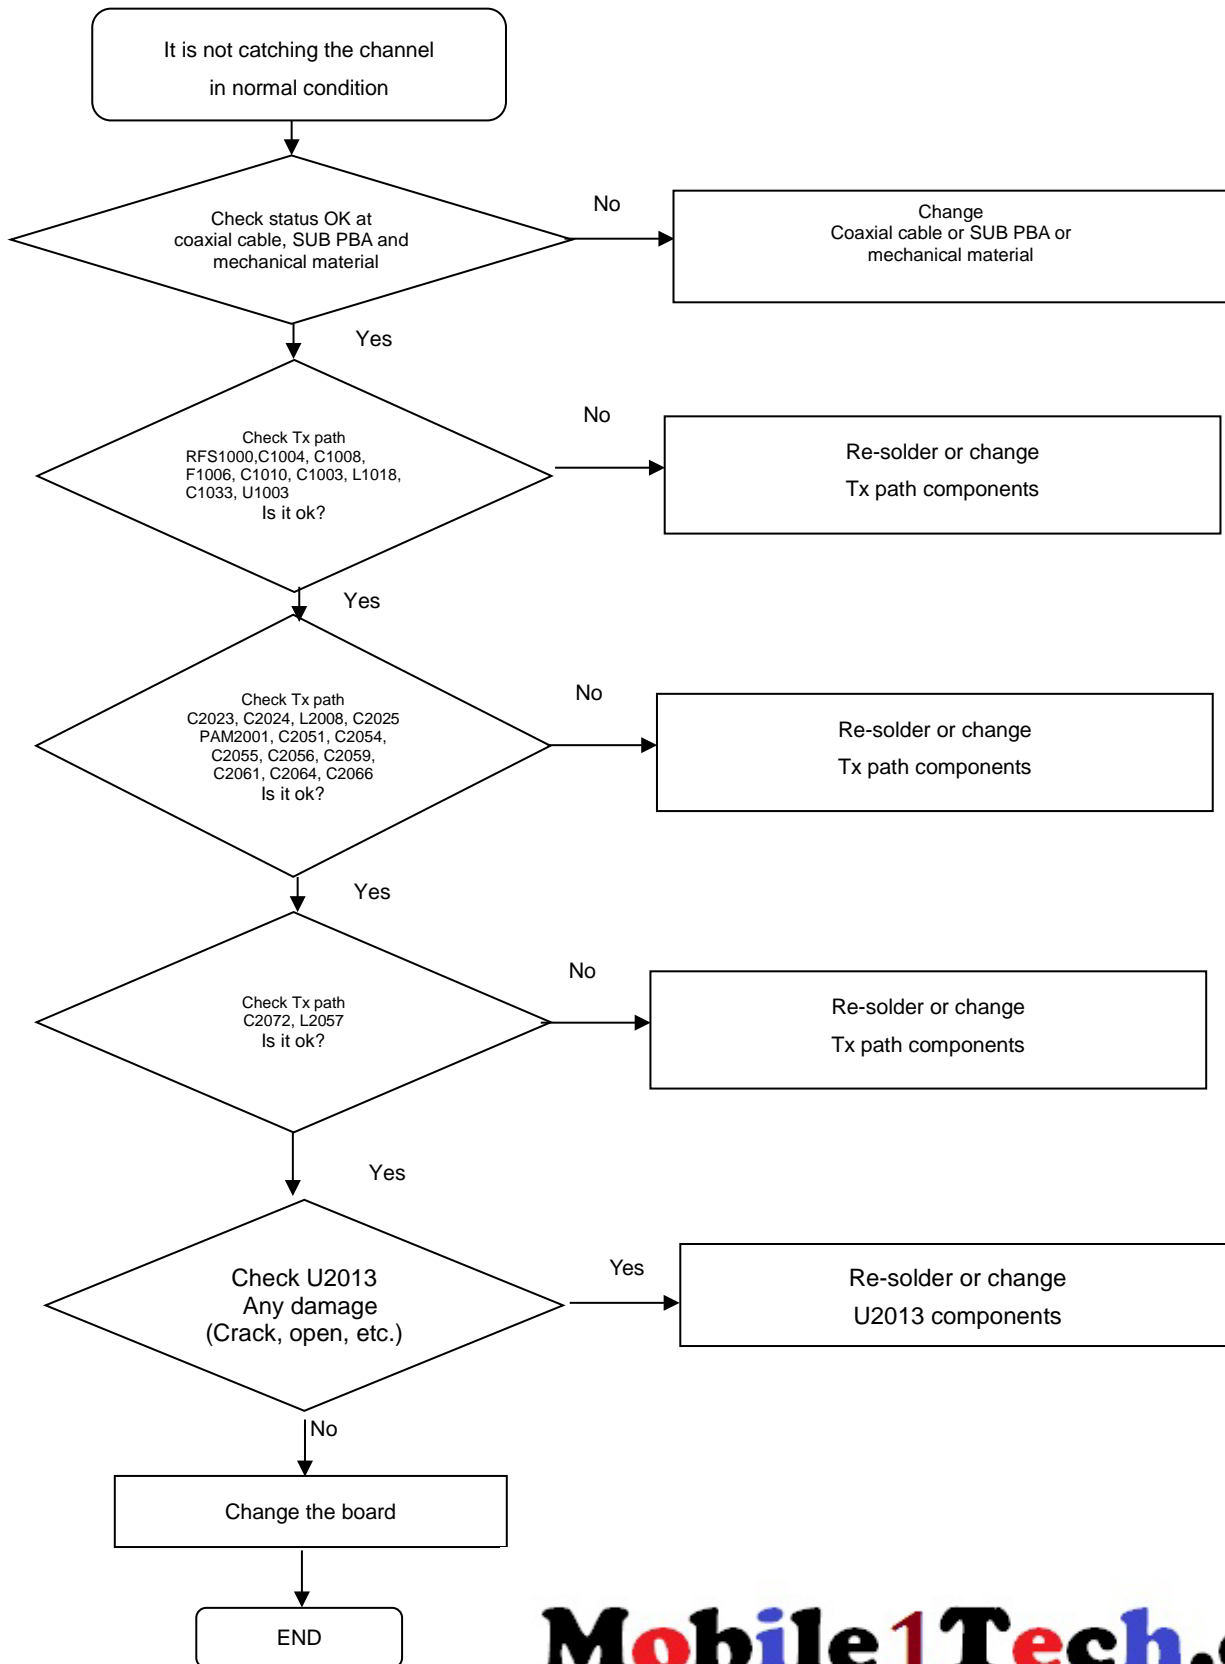 It is not catching the channel
in normal condition
Check status OK at
coaxial cable, SUB PBA and
mechanical material
No
Change
Coaxial cable or SUB PBA or
mechanical material
Yes
Check Tx path
RFS1000,C1004, C1008,
F1006, C1010, C1003, L1018,
C1033, U1003
Is it ok?
No
Re-solder or change
Tx path components
Yes
Check Tx path
C2023, C2024, L2008, C2025
PAM2001, C2051, C2054,
C2055, C2056, C2059,
C2061, C2064, C2066
Is it ok?
No
Re-solder or change
Tx path components
Yes
Check Tx path
C2072, L2057
Is it ok?
No
Re-solder or change
Tx path components
Yes
Check U2013
Any damage
(Crack, open, etc.)
Yes
Re-solder or change
U2013 components
No
Change the board
END
Mobile1Tech.